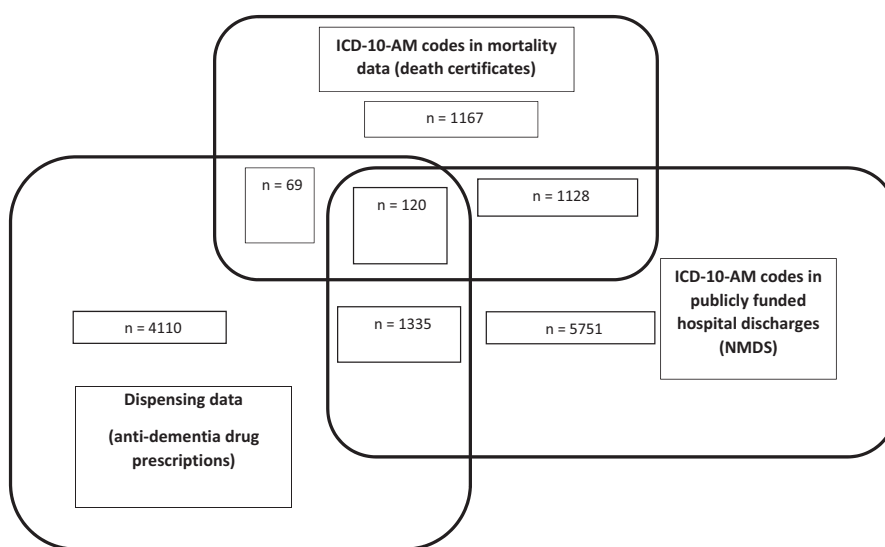 ICD-10-AM codes in mortality
data (death certificates)
n = 1167
n = 69
n = 120
n = 1128
ICD-10-AM codes in
publicly funded
hospital discharges
(NMDS)
n = 4110
n = 1335
n = 5751
Dispensing data
(anti-dementia drug
prescriptions)